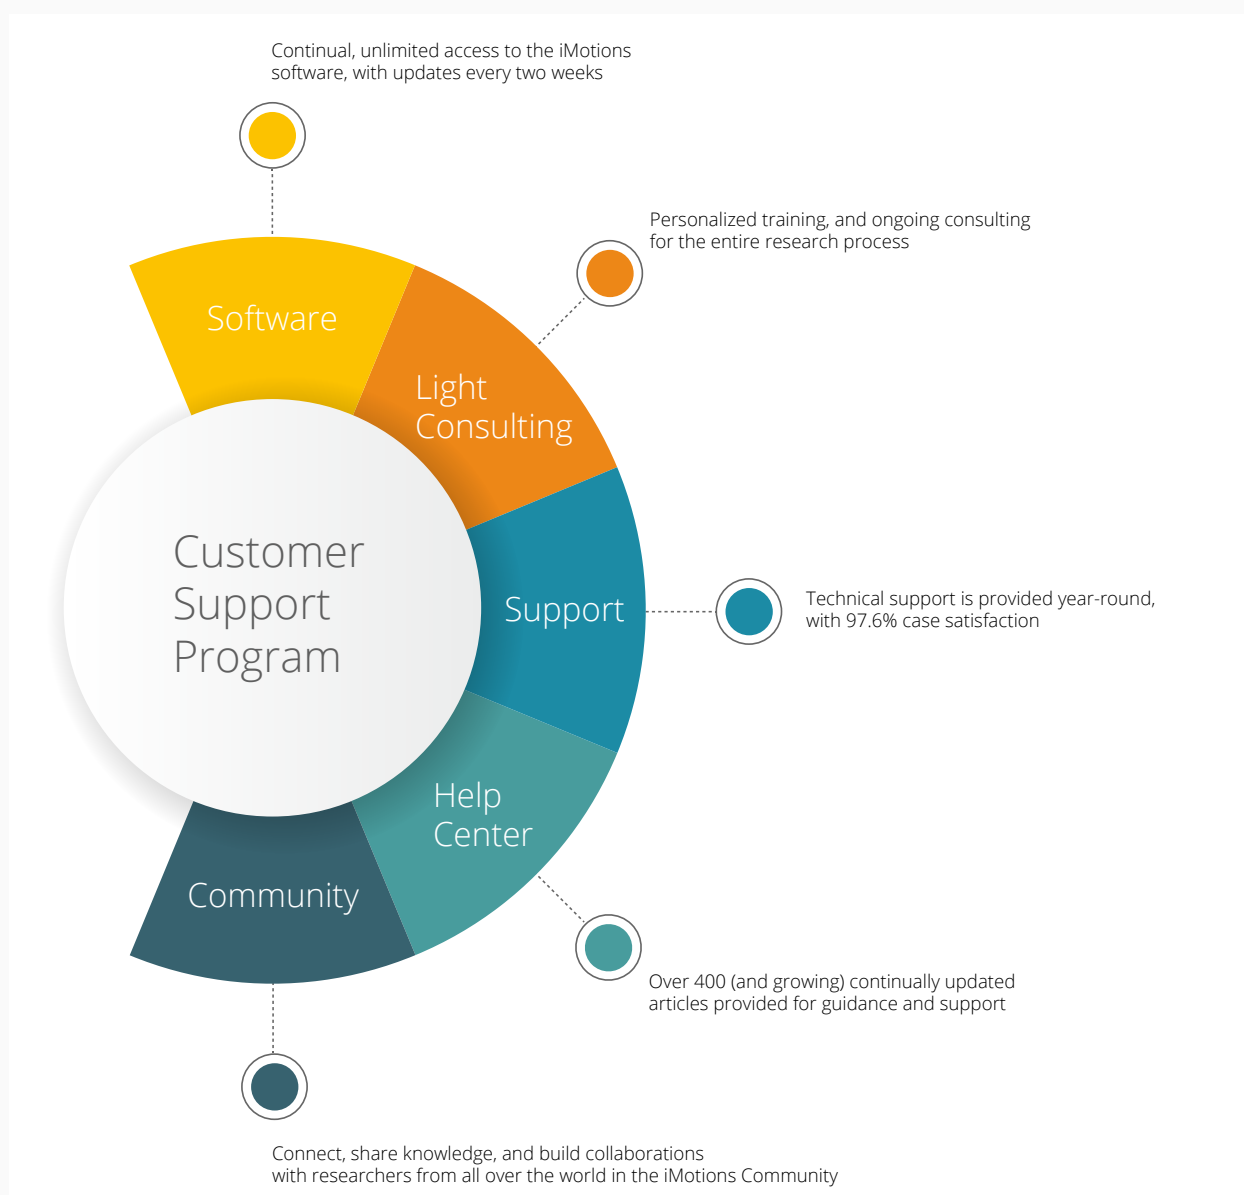 Continual, unlimited access to the iMotions
software, with updates every two weeks
Personalized training, and ongoing consulting
for the entire research process
Software
Light
Consulting
Customer
Support
Program
Support
Technical support is provided year-round,
with 97.6% case satisfaction
Help
Center
Community
Over 400 (and growing) continually updated
articles provided for guidance and support
Connect, share knowledge, and build collaborations
with researchers from all over the world in the iMotions Community